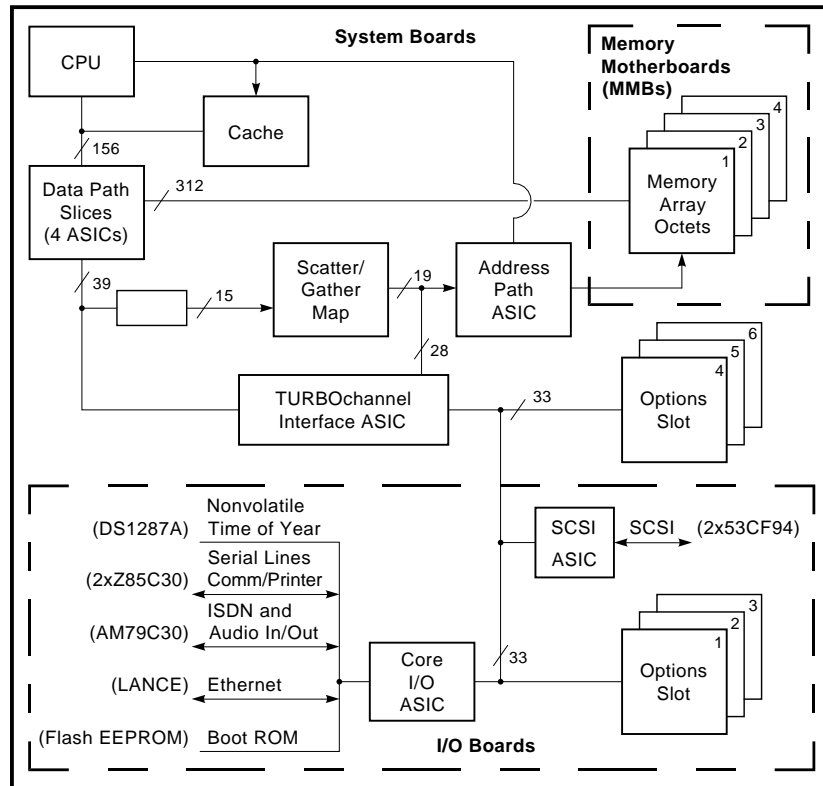 System Boards
CPU
Cache
156
Data Path
Slices
(4 ASICs)
312
Memory
Motherboards
(MMBs)
4
3
2
1
Memory
Array
Octets
39
15
Scatter/
Gather
Map
19
Address
Path
ASIC
28
TURBOchannel
Interface ASIC
33
6
5
4
Options
Slot
Nonvolatile
(DS1287A)
Time of Year
Serial Lines
(2xZ85C30)
Comm/Printer
ISDN and
(AM79C30)
Audio In/Out
(LANCE)
Ethernet
(Flash EEPROM)
Boot ROM
Core
I/O
ASIC
33
SCSI
ASIC
SCSI
(2x53CF94)
3
2
1
Options
Slot
I/O Boards